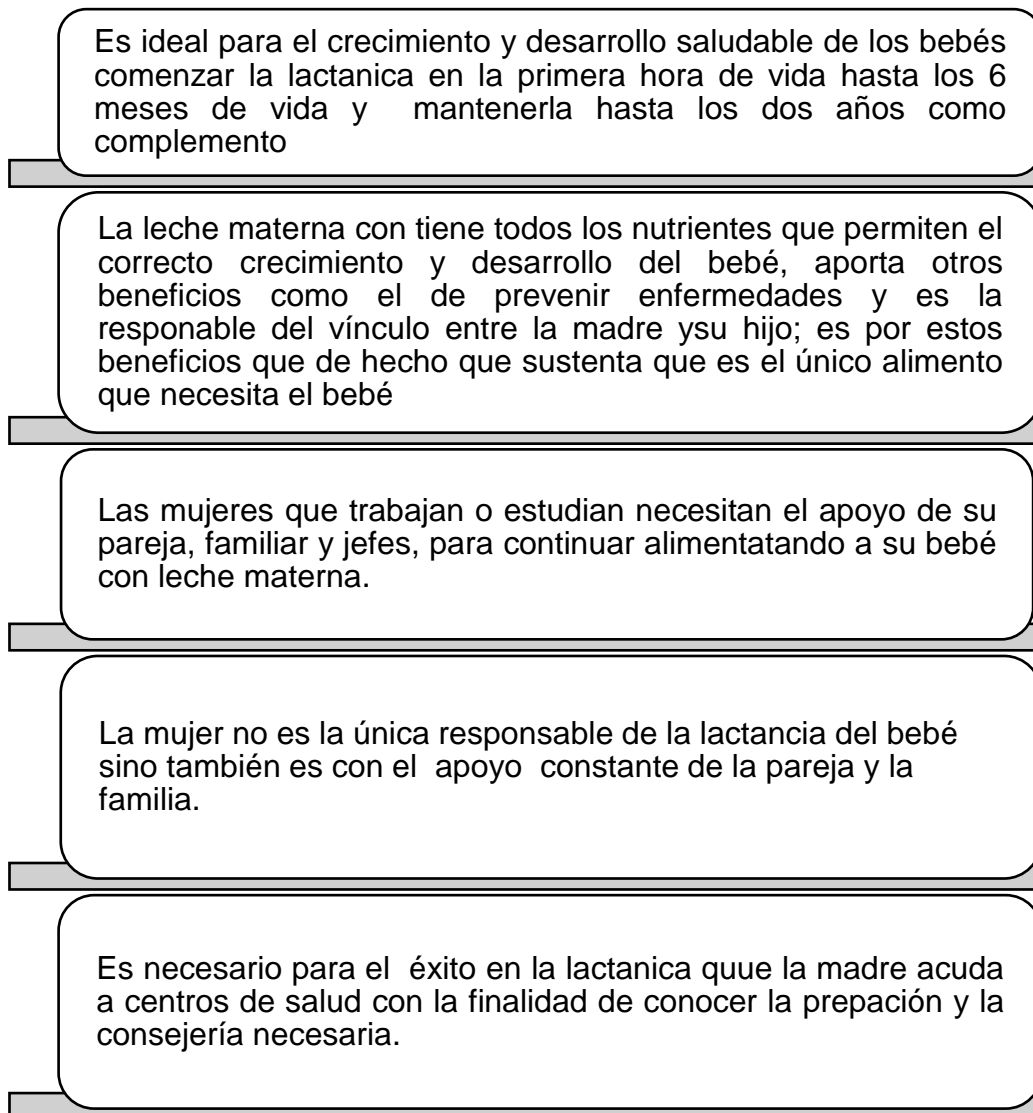 Es ideal para el crecimiento y desarrollo saludable de los bebés
comenzar la lactanica en la primera hora de vida hasta los 6
meses de vida y mantenerla hasta los dos años como
complemento
La leche materna con tiene todos los nutrientes que permiten el
correcto crecimiento y desarrollo del bebé, aporta otros
beneficios como el de prevenir enfermedades y es la
responable del vínculo entre la madre ysu hijo; es por estos
beneficios que de hecho que sustenta que es el único alimento
que necesita el bebé
Las mujeres que trabajan o estudian necesitan el apoyo de su
pareja, familiar y jefes, para continuar alimentatando a su bebé
con leche materna.
La mujer no es la única responsable de la lactancia del bebé
sino también es con el apoyo constante de la pareja y la
familia.
Es necesario para el éxito en la lactanica quue la madre acuda
a centros de salud con la finalidad de conocer la prepación y la
consejería necesaria.